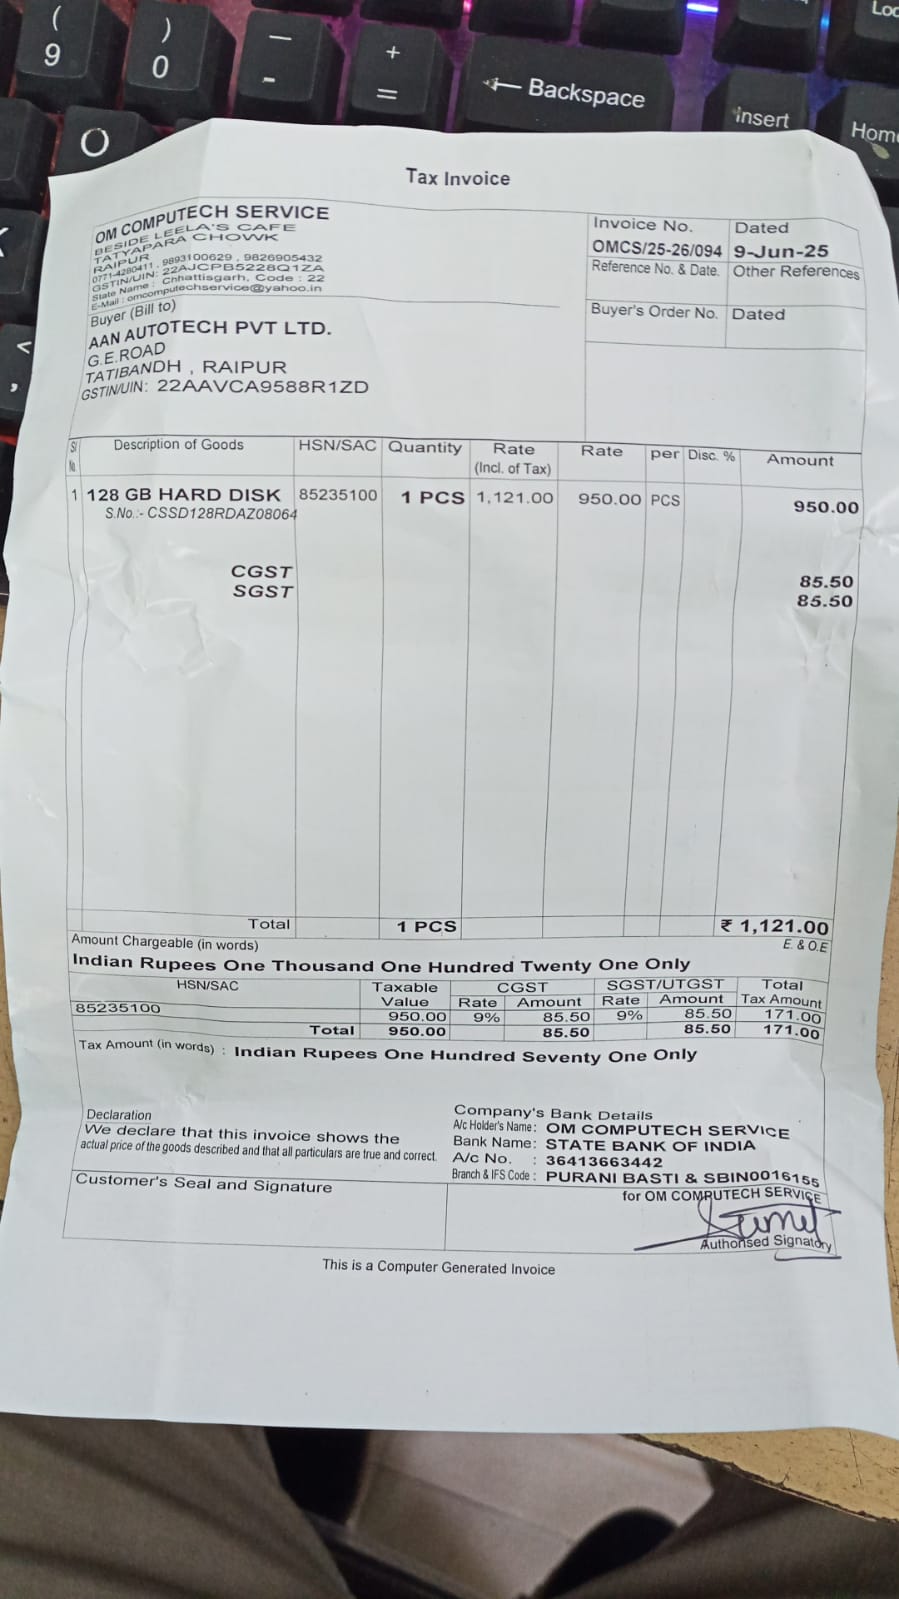 (
9
)
0
—
-
+
=
← Backspace
Insert
Home
O
<
,
Tax Invoice
OM COMPUTECH SERVICE
BESIDE LEELA'S CAFE
TATYAPARA CHOWK
RAIPUR
0771-4280411 , 9893100629 , 9826905432
GSTIN/UIN: 22AJCPB5228Q1ZA
State Name : Chhattisgarh, Code : 22
E-Mail : omcomputechservice@yahoo.in
Invoice No. Dated
OMCS/25-26/094 9-Jun-25
Reference No. & Date. Other References
Buyer's Order No. Dated
Buyer (Bill to)
AAN AUTOTECH PVT LTD.
G.E.ROAD
TATIBANDH , RAIPUR
GSTIN/UIN: 22AAVCA9588R1ZD
Sl No. Description of Goods HSN/SAC Quantity Rate (Incl. of Tax) Rate per Disc. % Amount
1 128 GB HARD DISK 85235100 1 PCS 1,121.00 950.00 PCS 950.00
S.No.:- CSSD128RDAZ08064
CGST 85.50
SGST 85.50
Total 1 PCS ₹ 1,121.00
Amount Chargeable (in words) E. & O.E
Indian Rupees One Thousand One Hundred Twenty One Only
HSN/SAC Taxable CGST SGST/UTGST Total
Value Rate Amount Rate Amount Tax Amount
85235100 950.00 9% 85.50 9% 85.50 171.00
Total 950.00 85.50 85.50 171.00
Tax Amount (in words) : Indian Rupees One Hundred Seventy One Only
Company's Bank Details
A/c Holder's Name: OM COMPUTECH SERVICE
Bank Name: STATE BANK OF INDIA
A/c No. : 36413663442
Branch & IFS Code : PURANI BASTI & SBIN0016155
Declaration
We declare that this invoice shows the
actual price of the goods described and that all particulars are true and correct.
Customer's Seal and Signature
for OM COMPUTECH SERVICE
Authorised Signatory
This is a Computer Generated Invoice